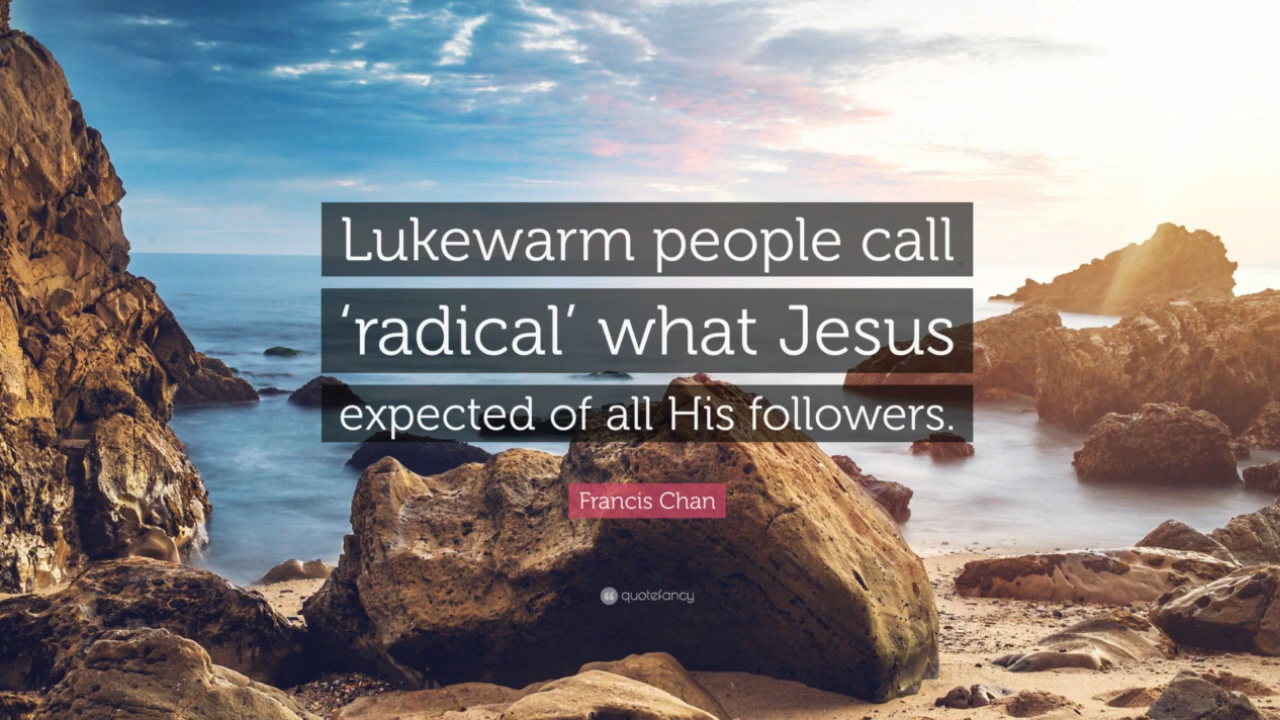 Lukewarm people call
‘radical’ what Jesus
expected of all His followers.
Francis Chan
quotefancy